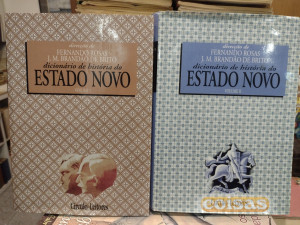 direcção de
FERNANDO ROSAS
J. M. BRANDÃO DE BRITO
dicionário de história do
ESTADO NOVO
Círculo de Leitores
direcção de
FERNANDO ROSAS
J. M. BRANDÃO DE BRITO
dicionário de história do
ESTADO NOVO